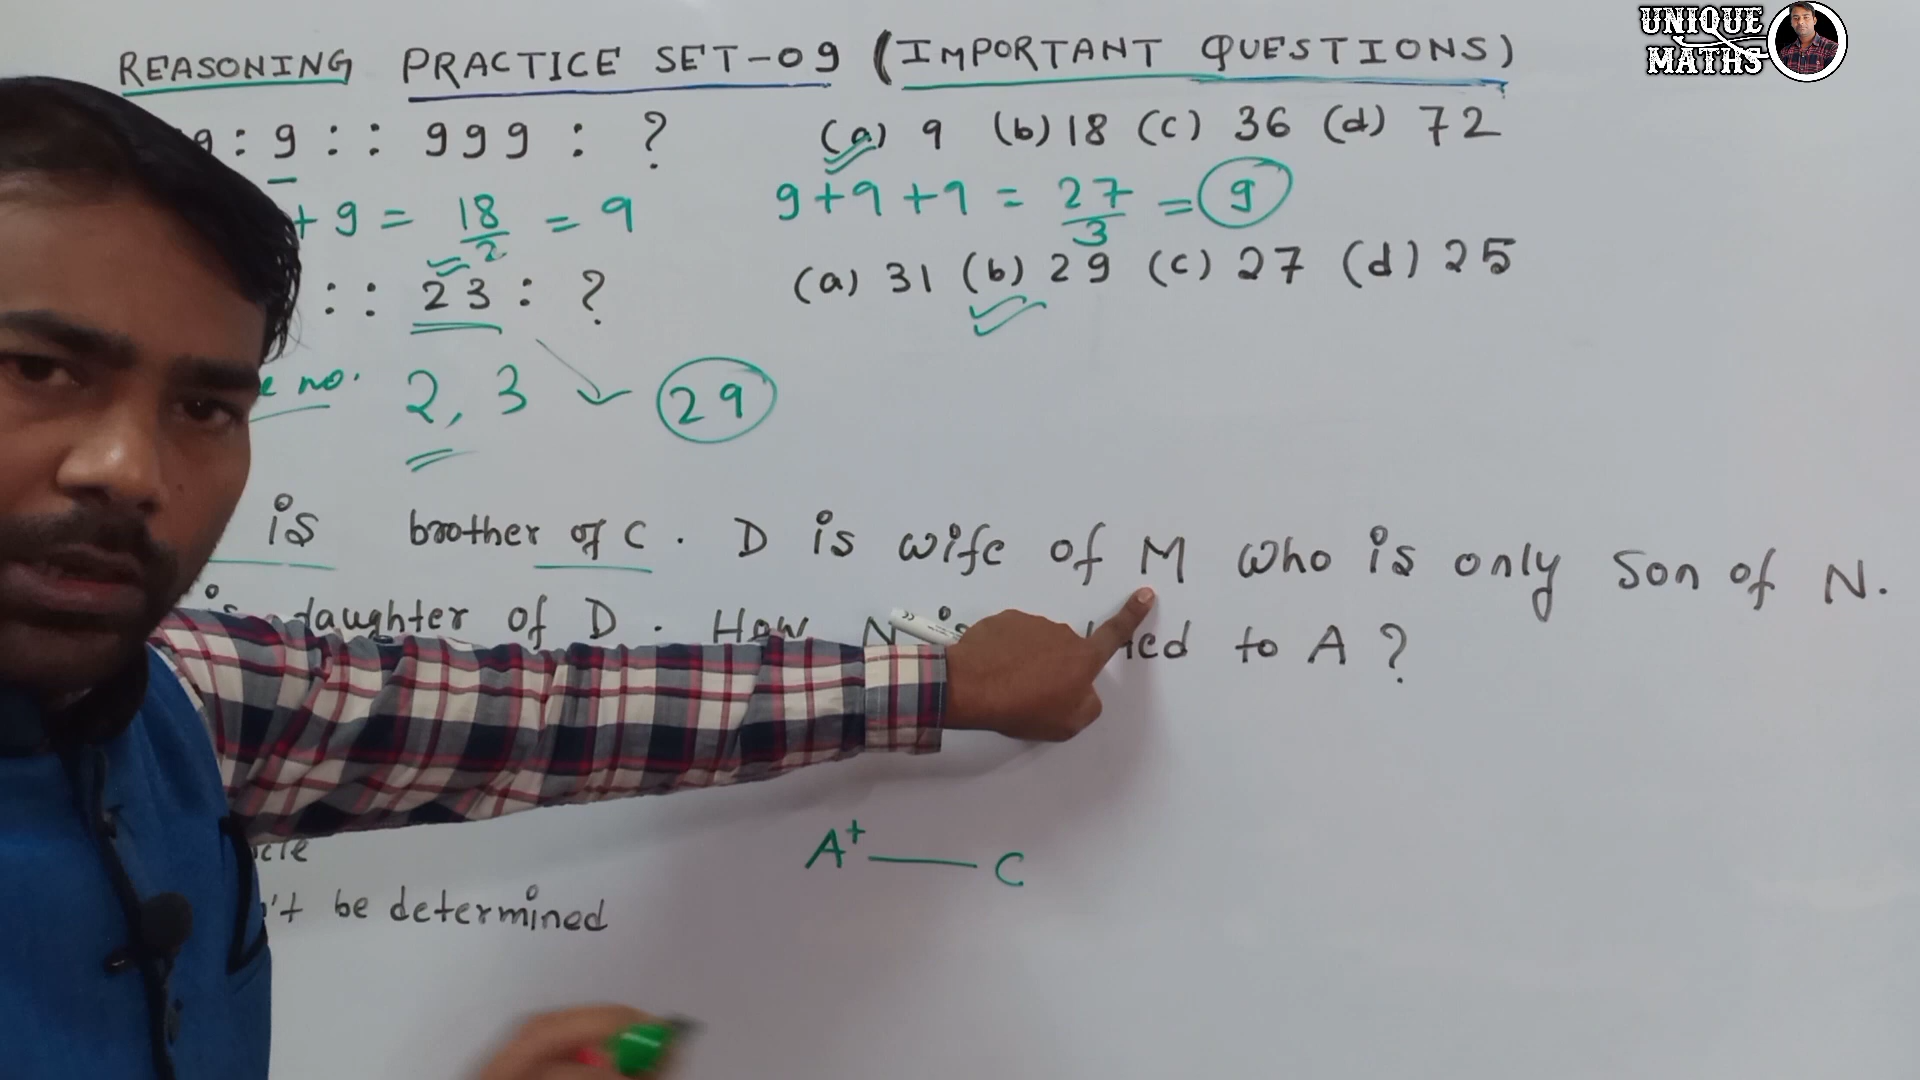 REASONING PRACTICE SET-09 (IMPORTANT QUESTIONS)
UNIQUE
MATHS
9 : 9 : : 999 : ? (a) 9 (b) 18 (c) 36 (d) 72
+ 9 = 18/2 = 9 9+9+9 = 27/3 = 9
: : 23 : ? (a) 31 (b) 29 (c) 27 (d) 25
no. 2, 3 29
is brother of C. D is wife of M who is only son of N.
daughter of D. How N to A ?
A+ — C
be determined